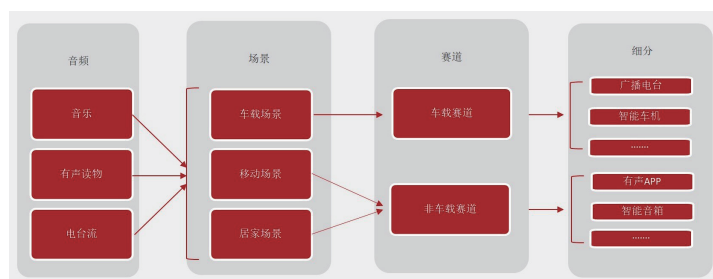 音频
音乐
有声读物
电台流
场景
车载场景
移动场景
居家场景
赛道
车载赛道
非车载赛道
细分
广播电台
智能车机
.......
有声APP
智能音箱
.......